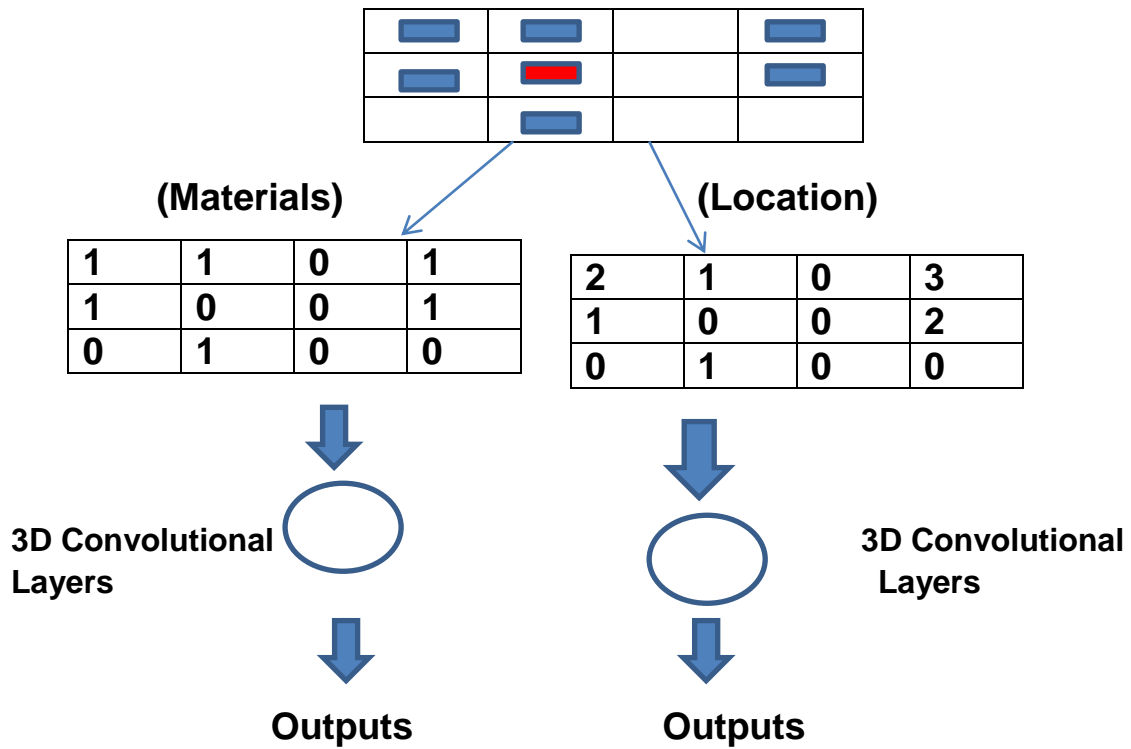 (Materials)
(Location)
1 1 0 1
1 0 0 1
0 1 0 0
2 1 0 3
1 0 0 2
0 1 0 0
3D Convolutional
Layers
3D Convolutional
Layers
Outputs
Outputs